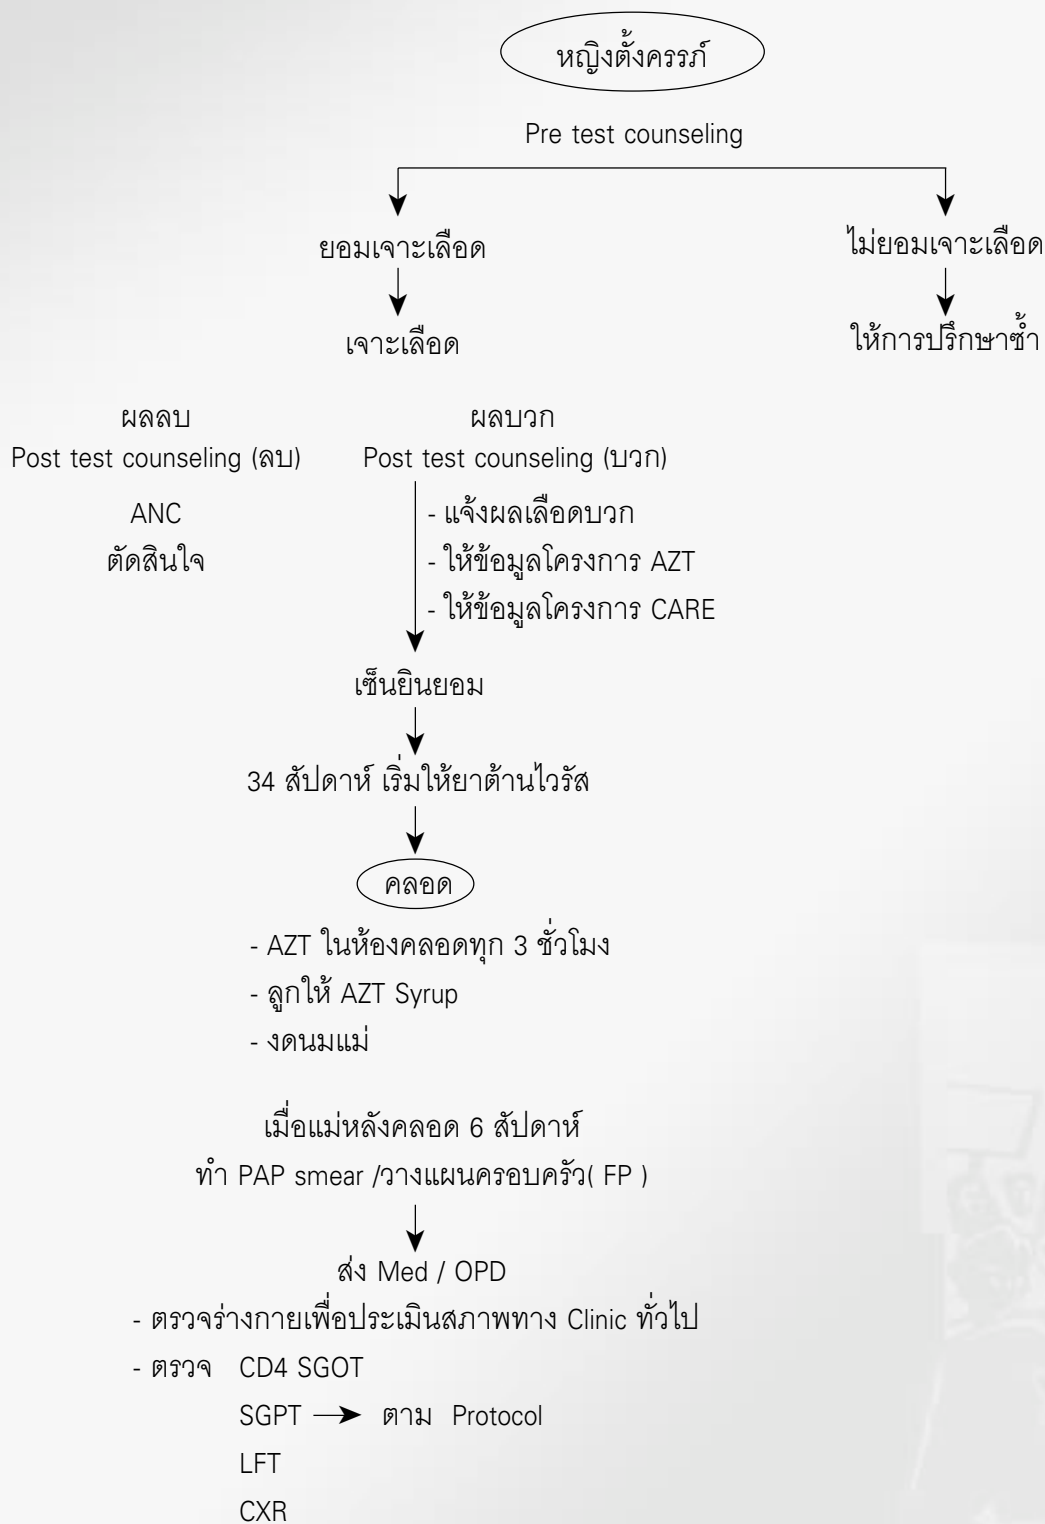 หญิงตั้งครรภ์
Pre test counseling
ยอมเจาะเลือด
ไม่ยอมเจาะเลือด
เจาะเลือด
ให้การปรึกษาซ้ำ
ผลลบ
Post test counseling (ลบ)
ANC
ตัดสินใจ
ผลบวก
Post test counseling (บวก)
- แจ้งผลเลือดบวก
- ให้ข้อมูลโครงการ AZT
- ให้ข้อมูลโครงการ CARE
เซ็นยินยอม
34 สัปดาห์ เริ่มให้ยาต้านไวรัส
คลอด
- AZT ในห้องคลอดทุก 3 ชั่วโมง
- ลูกให้ AZT Syrup
- งดนมแม่
เมื่อแม่หลังคลอด 6 สัปดาห์
ทำ PAP smear /วางแผนครอบครัว( FP )
ส่ง Med / OPD
- ตรวจร่างกายเพื่อประเมินสภาพทาง Clinic ทั่วไป
- ตรวจ CD4 SGOT
SGPT → ตาม Protocol
LFT
CXR